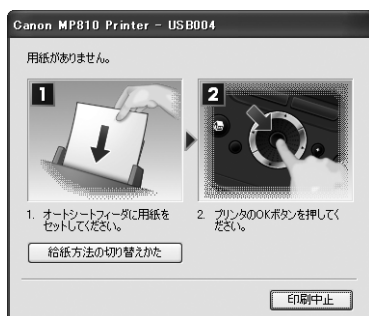 Canon MP810 Printer - USB004
用紙がありません。
1
2
1. オートシートフィーダに用紙を
セットしてください。
2. プリンタのOKボタンを押してく
ださい。
給紙方法の切り替えかた
印刷中止